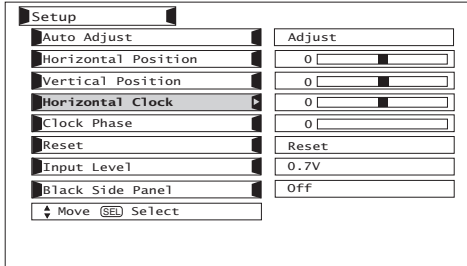 Setup
Auto Adjust Adjust
Horizontal Position 0
Vertical Position 0
Horizontal Clock 0
Clock Phase 0
Reset Reset
Input Level 0.7V
Black Side Panel Off
Move SEL Select